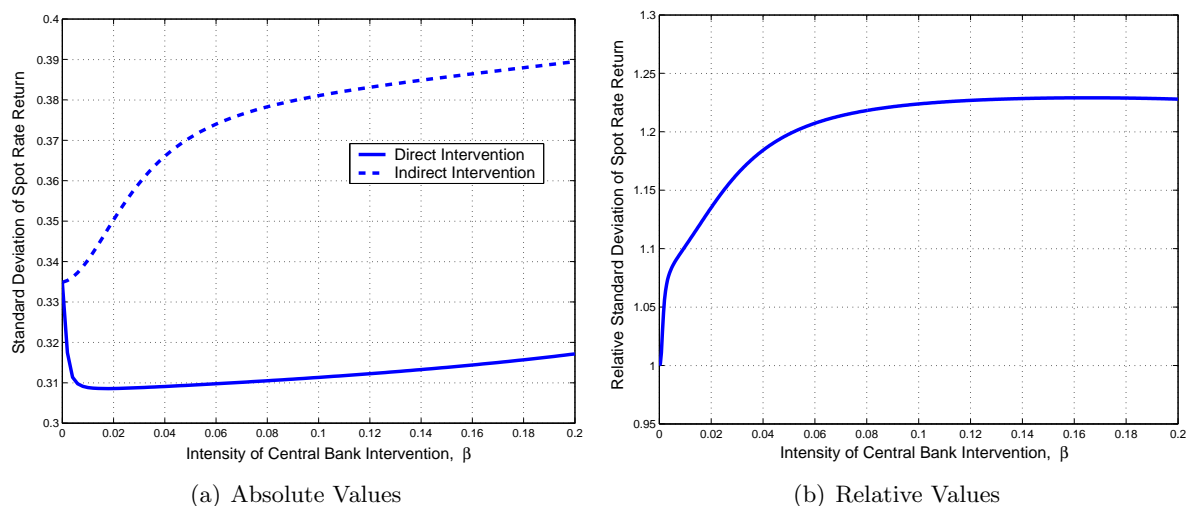 0.4
0.39
0.38
0.37
0.36
0.35
0.34
0.33
0.32
0.31
0.3
Standard Deviation of Spot Rate Return
Direct Intervention
Indirect Intervention
0 0.02 0.04 0.06 0.08 0.1 0.12 0.14 0.16 0.18 0.2
Intensity of Central Bank Intervention, β
(a) Absolute Values
1.3
1.25
1.2
1.15
1.1
1.05
1
0.95
Relative Standard Deviation of Spot Rate Return
0 0.02 0.04 0.06 0.08 0.1 0.12 0.14 0.16 0.18 0.2
Intensity of Central Bank Intervention, β
(b) Relative Values